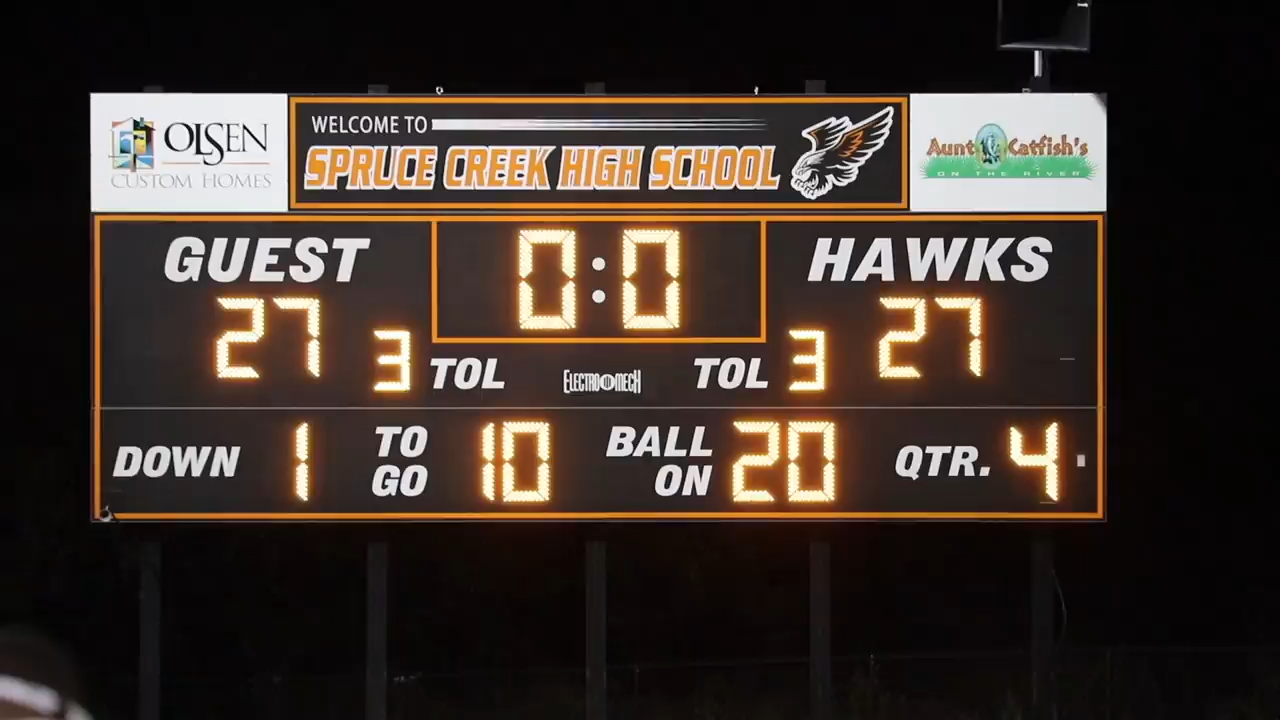 OLSEN
CUSTOM HOMES
WELCOME TO
SPRUCE CREEK HIGH SCHOOL
Aunt Catfish's
ON THE RIVER
GUEST
0:0
HAWKS
27
27
3 TOL
ELECTRO-MECH
TOL 3
DOWN 1
TO GO 10
BALL ON 20
QTR. 4